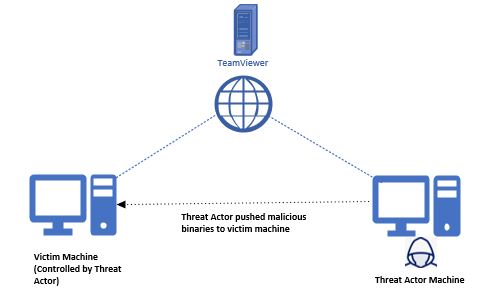 TeamViewer
Threat Actor pushed malicious
binaries to victim machine
Victim Machine
(Controlled by Threat
Actor)
Threat Actor Machine